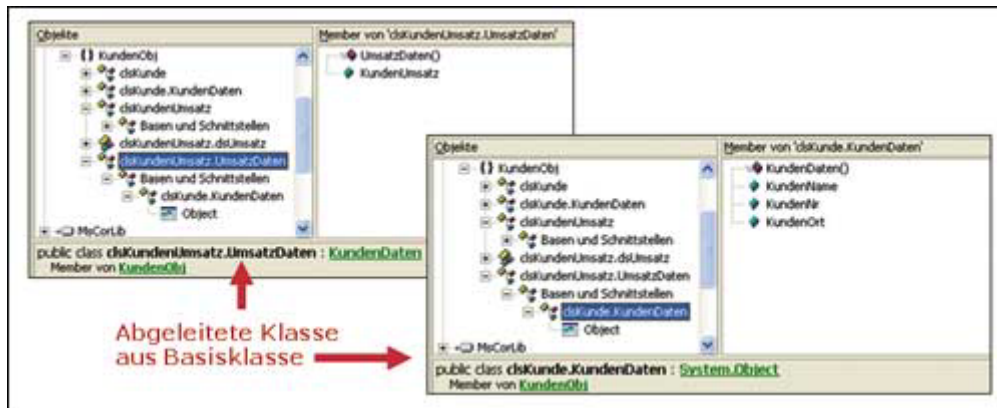 Objekte
Member von 'clsKundenUmsatz.UmsatzDaten'
{} KundenObj
clsKunde
clsKunde.KundenDaten
clsKundenUmsatz
Basen und Schnittstellen
clsKundenUmsatz.dsUmsatz
clsKundenUmsatz.UmsatzDaten
Basen und Schnittstellen
clsKunde.KundenDaten
Object
MsCorLib
UmsatzDaten()
KundenUmsatz
public class clsKundenUmsatz.UmsatzDaten : KundenDaten
Member von KundenObj
Objekte
Member von 'clsKunde.KundenDaten'
{} KundenObj
clsKunde
clsKunde.KundenDaten
clsKundenUmsatz
Basen und Schnittstellen
clsKundenUmsatz.dsUmsatz
clsKundenUmsatz.UmsatzDaten
Basen und Schnittstellen
clsKunde.KundenDaten
Object
MsCorLib
KundenDaten()
KundenName
KundenNr
KundenOrt
public class clsKunde.KundenDaten : System.Object
Member von KundenObj
Abgeleitete Klasse
aus Basisklasse